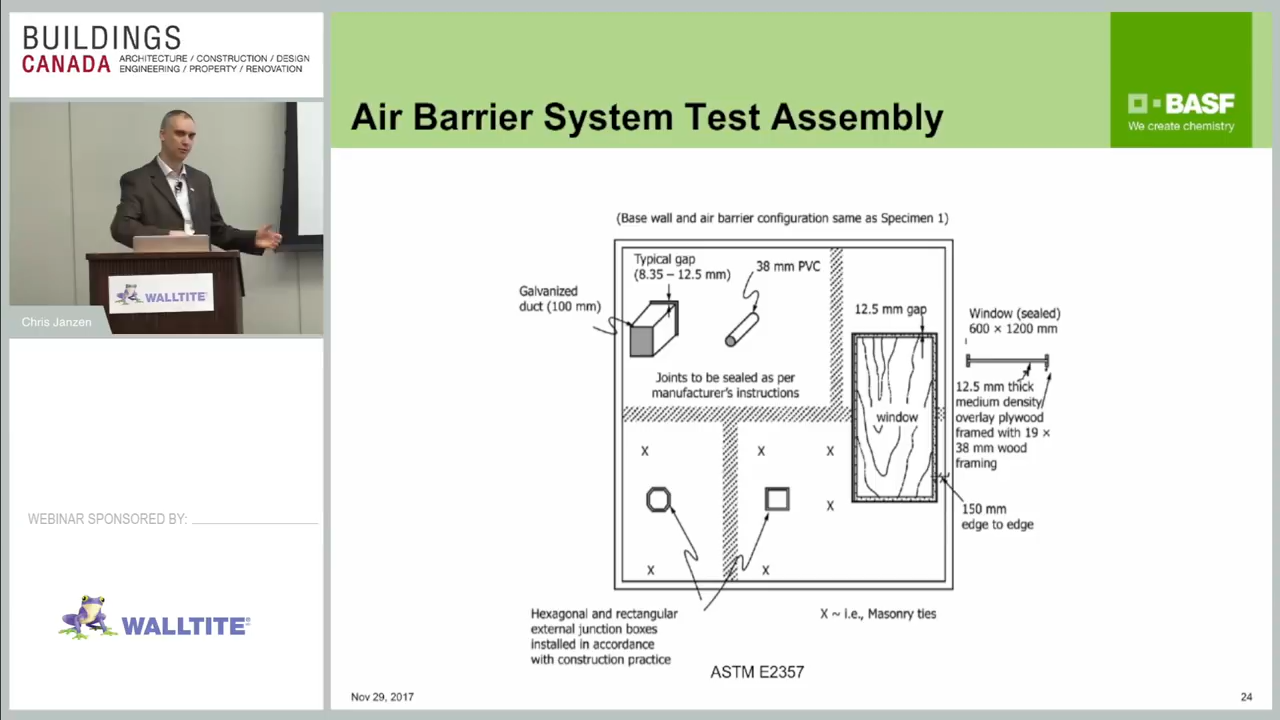 BUILDINGS
CANADA
ARCHITECTURE / CONSTRUCTION / DESIGN
ENGINEERING / PROPERTY / RENOVATION
WALLTITE
Chris Janzen
WEBINAR SPONSORED BY:
WALLTITE®
Air Barrier System Test Assembly
BASF
We create chemistry
(Base wall and air barrier configuration same as Specimen 1)
Typical gap
(8.35 – 12.5 mm)
38 mm PVC
Galvanized
duct (100 mm)
12.5 mm gap
Window (sealed)
600 × 1200 mm
Joints to be sealed as per
manufacturer's instructions
12.5 mm thick
medium density
overlay plywood
framed with 19 ×
38 mm wood
framing
window
X
X
X
X
150 mm
edge to edge
X
X
Hexagonal and rectangular
external junction boxes
installed in accordance
with construction practice
X ~ i.e., Masonry ties
ASTM E2357
Nov 29, 2017
24